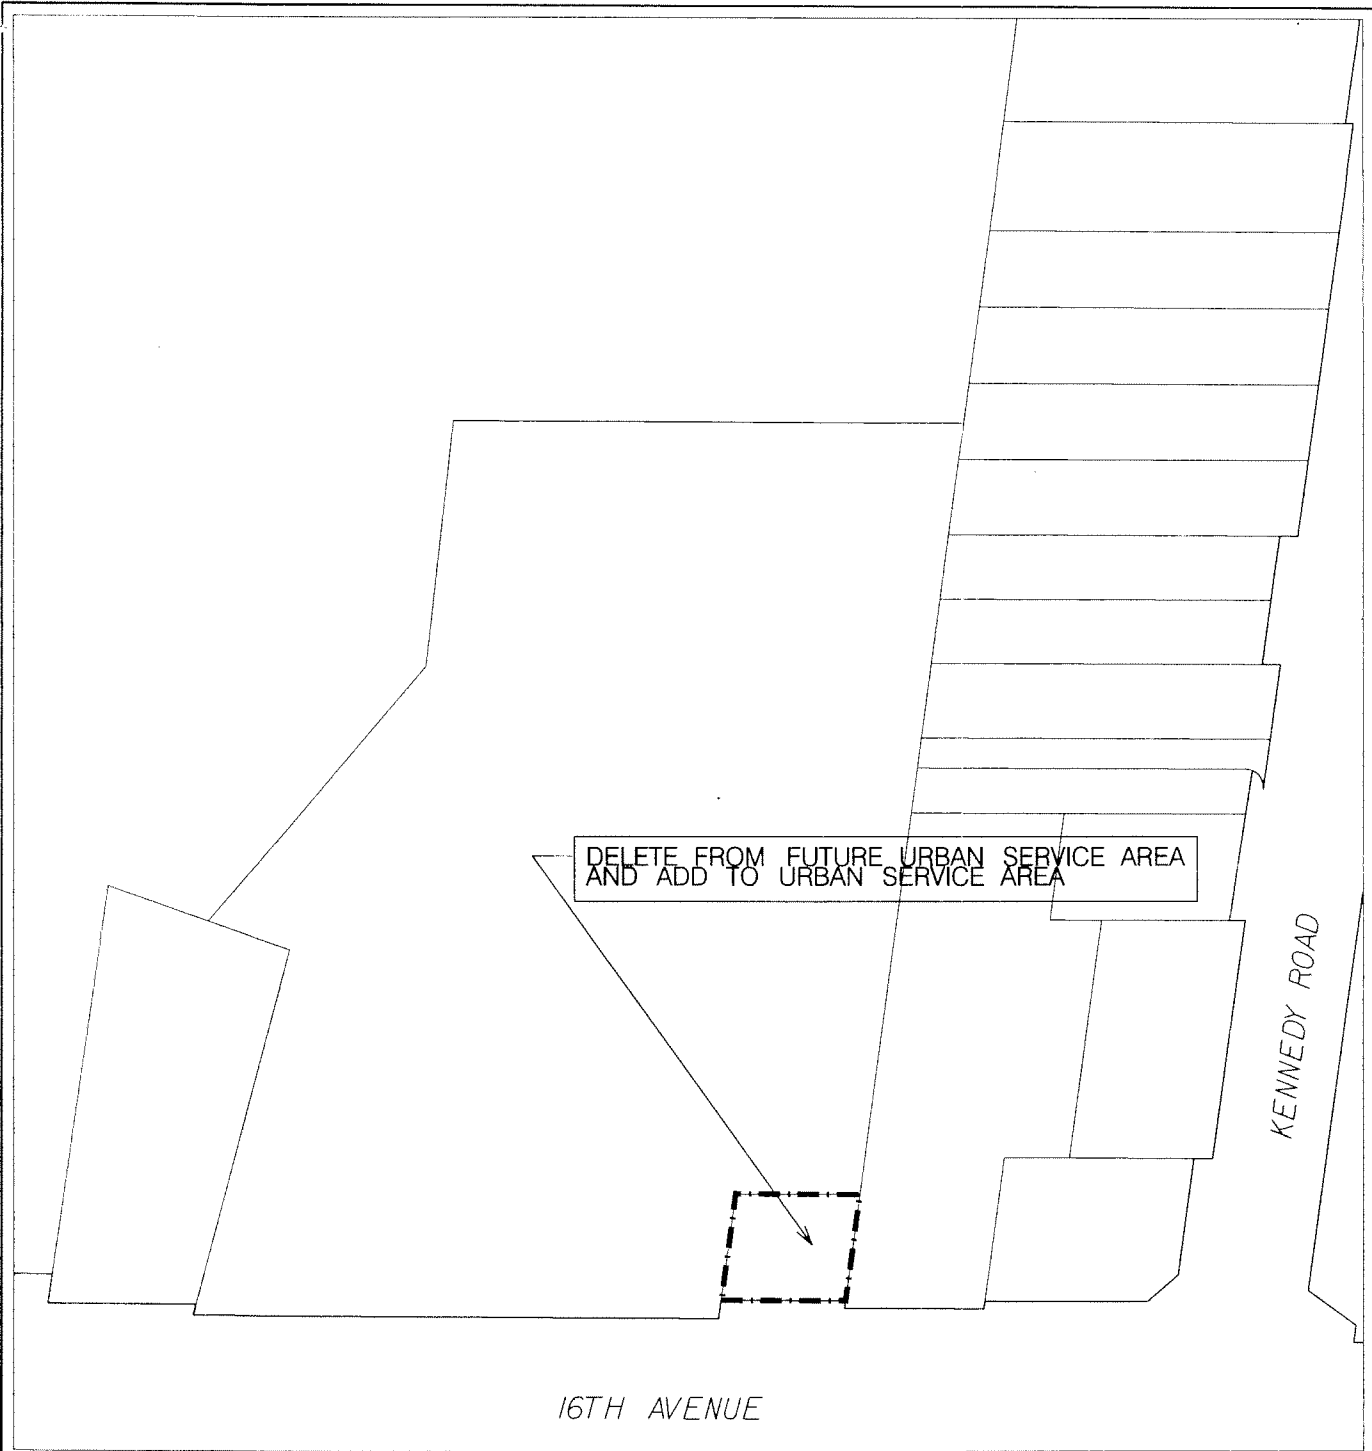 DELETE FROM FUTURE URBAN SERVICE AREA
AND ADD TO URBAN SERVICE AREA
KENNEDY ROAD
16TH AVENUE